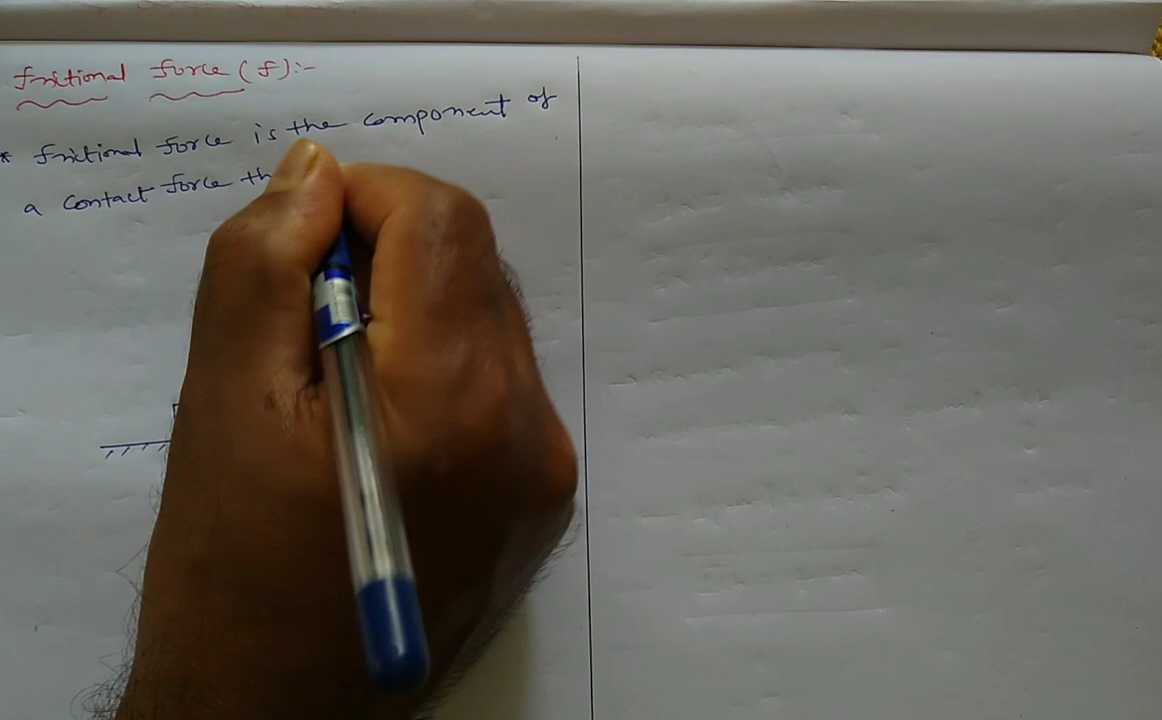 frictional force (f):-
* frictional force is the component of
a contact force th